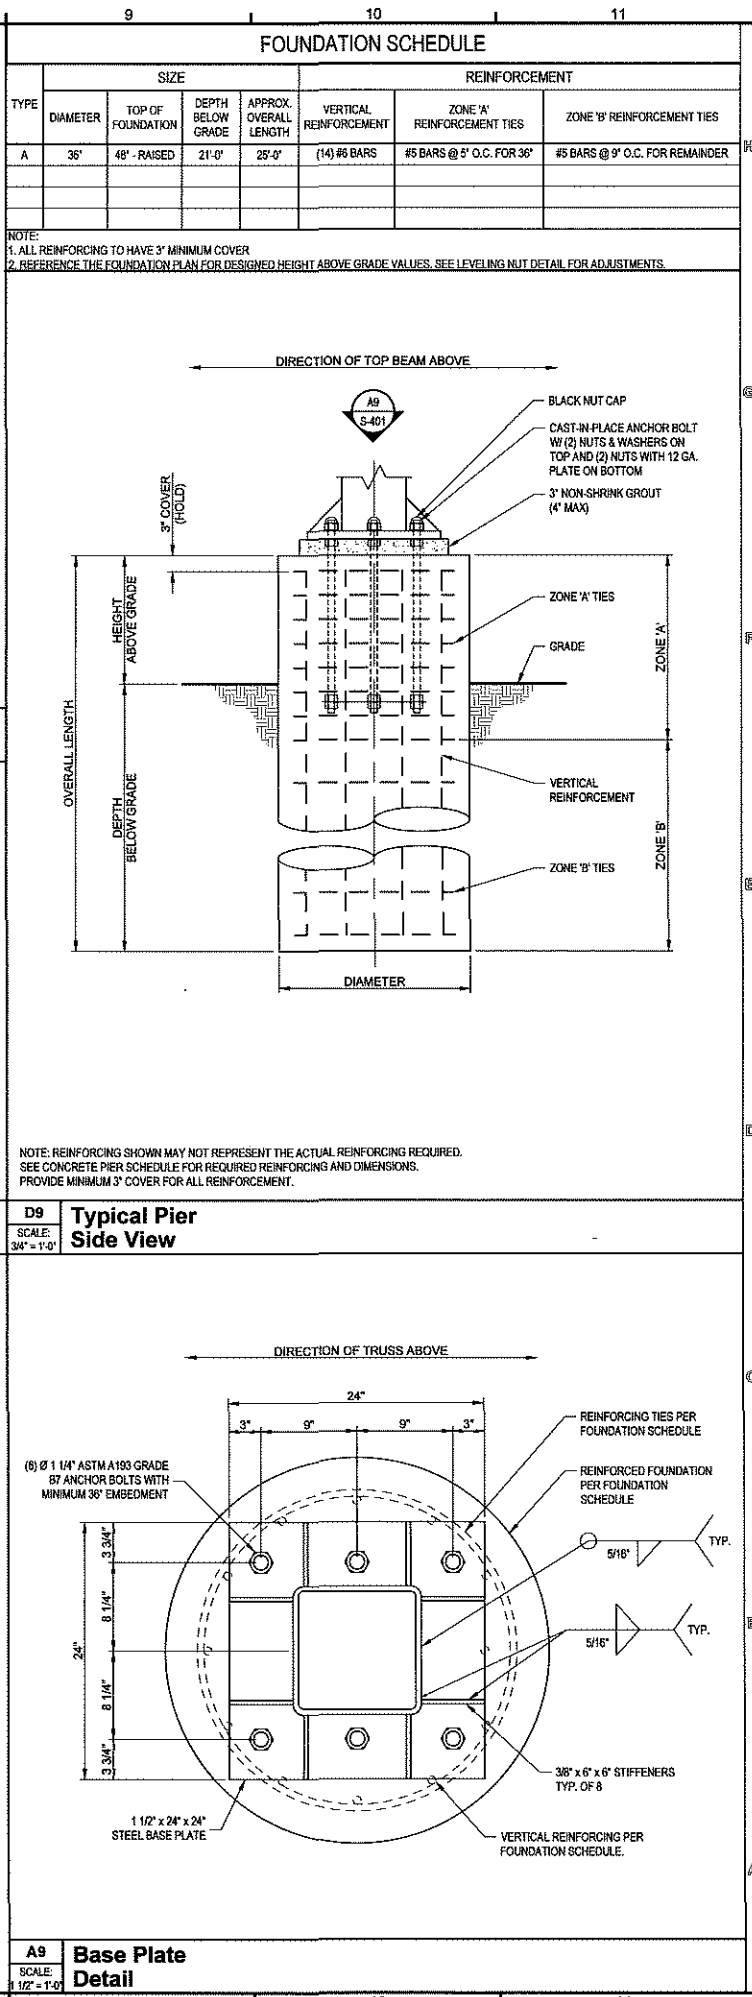 9 10 11
FOUNDATION SCHEDULE
SIZE REINFORCEMENT
TYPE DIAMETER TOP OF FOUNDATION DEPTH BELOW GRADE APPROX. OVERALL LENGTH VERTICAL REINFORCEMENT ZONE 'A' REINFORCEMENT TIES ZONE 'B' REINFORCEMENT TIES
A 36" 48" - RAISED 21'-0" 25'-0" (14) #6 BARS #5 BARS @ 5" O.C. FOR 36" #5 BARS @ 9" O.C. FOR REMAINDER
NOTE:
1. ALL REINFORCING TO HAVE 3" MINIMUM COVER
2. REFERENCE THE FOUNDATION PLAN FOR DESIGNED HEIGHT ABOVE GRADE VALUES. SEE LEVELING NUT DETAIL FOR ADJUSTMENTS.
DIRECTION OF TOP BEAM ABOVE
A9
S-401
BLACK NUT CAP
CAST-IN-PLACE ANCHOR BOLT
W/ (2) NUTS & WASHERS ON
TOP AND (2) NUTS WITH 12 GA.
PLATE ON BOTTOM
3" NON-SHRINK GROUT
(4" MAX)
3" COVER
(HOLD)
HEIGHT
ABOVE GRADE
ZONE 'A' TIES
GRADE
ZONE 'A'
OVERALL LENGTH
DEPTH
BELOW GRADE
VERTICAL
REINFORCEMENT
ZONE 'B'
ZONE 'B' TIES
DIAMETER
NOTE: REINFORCING SHOWN MAY NOT REPRESENT THE ACTUAL REINFORCING REQUIRED.
SEE CONCRETE PIER SCHEDULE FOR REQUIRED REINFORCING AND DIMENSIONS.
PROVIDE MINIMUM 3" COVER FOR ALL REINFORCEMENT.
D9
SCALE:
3/4" = 1'-0"
Typical Pier
Side View
DIRECTION OF TRUSS ABOVE
24"
3" 9" 9" 3"
(6) Ø 1 1/4" ASTM A193 GRADE
B7 ANCHOR BOLTS WITH
MINIMUM 36" EMBEDMENT
REINFORCING TIES PER
FOUNDATION SCHEDULE
REINFORCED FOUNDATION
PER FOUNDATION
SCHEDULE
5/16" TYP.
5/16" TYP.
24"
3 3/4"
8 1/4"
8 1/4"
3 3/4"
3/8" x 6" x 6" STIFFENERS
TYP. OF 8
1 1/2" x 24" x 24"
STEEL BASE PLATE
VERTICAL REINFORCING PER
FOUNDATION SCHEDULE.
A9
SCALE:
1 1/2" = 1'-0"
Base Plate
Detail